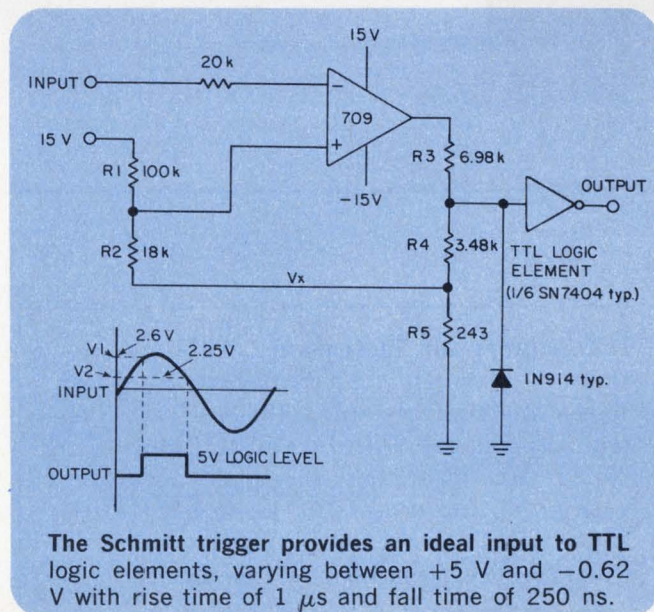 15 V
20 k
INPUT
−
709
15 V
+
R3 6.98k
R1 100k
−15V
OUTPUT
R4 3.48k
R2 18k
TTL LOGIC
ELEMENT
(1/6 SN7404 typ.)
Vx
R5 243
V1 2.6V
2.25V
V2
INPUT
1N914 typ.
5V LOGIC LEVEL
OUTPUT
The Schmitt trigger provides an ideal input to TTL
logic elements, varying between +5 V and −0.62
V with rise time of 1 μs and fall time of 250 ns.